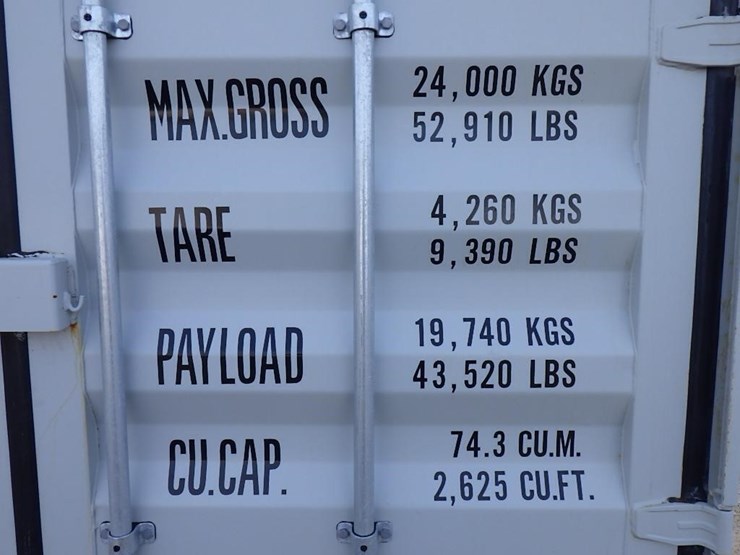 MAX.GROSS 24,000 KGS
52,910 LBS
TARE 4,260 KGS
9,390 LBS
PAYLOAD 19,740 KGS
43,520 LBS
CU.CAP. 74.3 CU.M.
2,625 CU.FT.